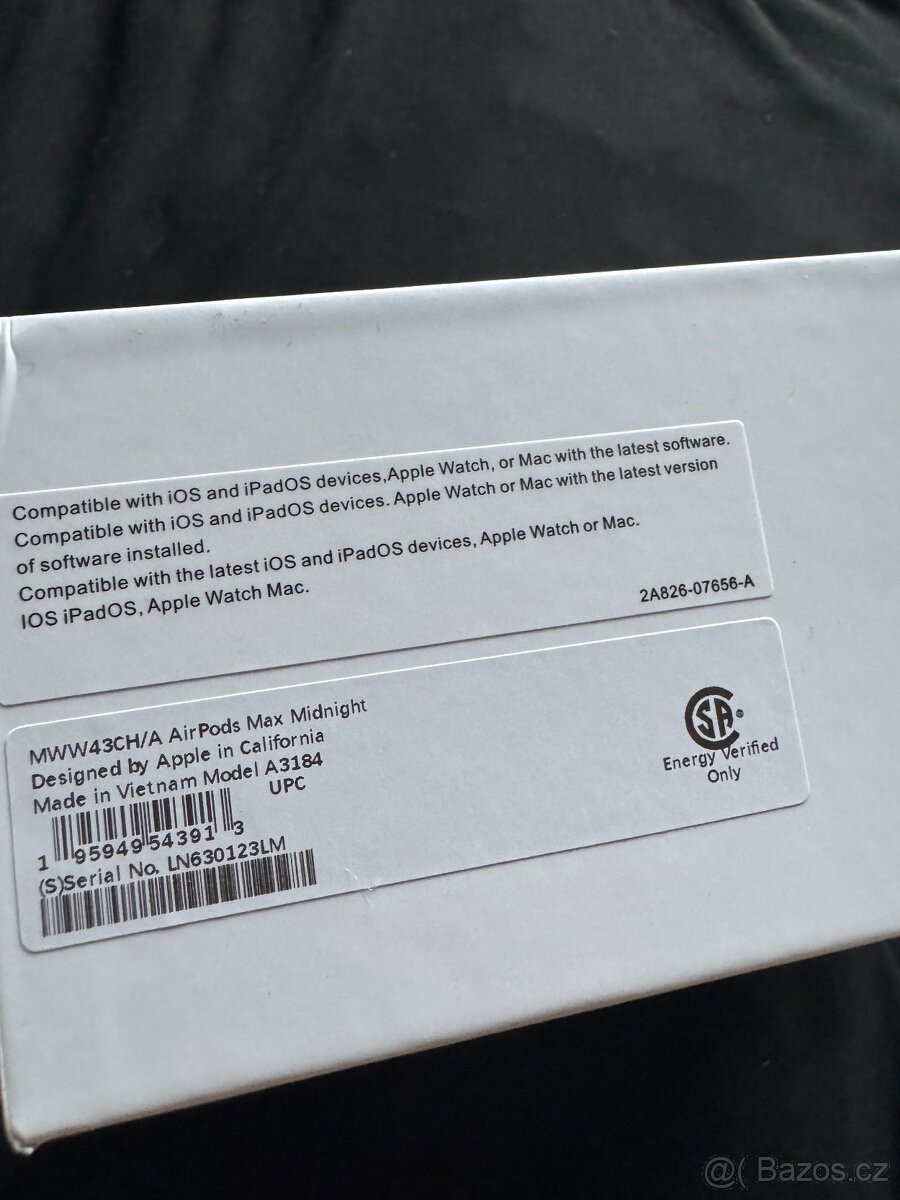 Compatible with iOS and iPadOS devices,Apple Watch, or Mac with the latest software.
Compatible with iOS and iPadOS devices. Apple Watch or Mac with the latest version
of software installed.
Compatible with the latest iOS and iPadOS devices, Apple Watch or Mac.
IOS iPadOS, Apple Watch Mac.
2A826-07656-A
MWW43CH/A AirPods Max Midnight
Designed by Apple in California
Made in Vietnam Model A3184
UPC
1 95949 54391 3
(S)Serial No. LN630123LM
SA®
Energy Verified
Only
@( Bazos.cz